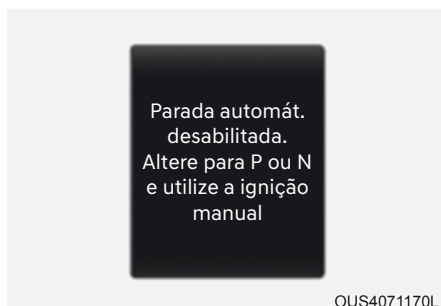 Parada automát.
desabilitada.
Altere para P ou N
e utilize a ignição
manual
OUS4071170L